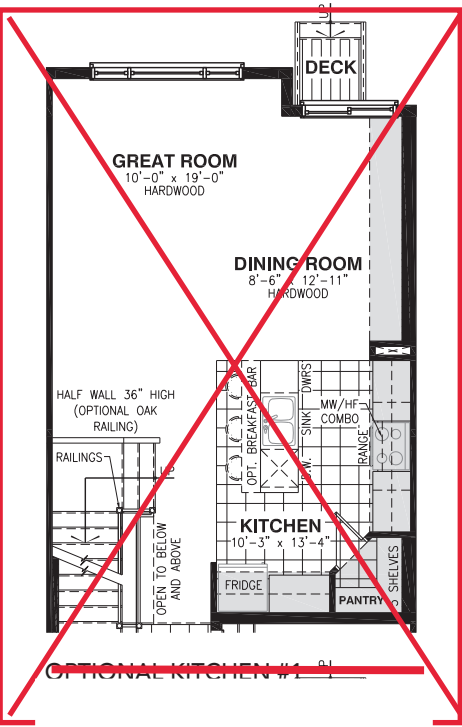 DECK
GREAT ROOM
10'-0" x 19'-0"
HARDWOOD
DINING ROOM
8'-6" x 12'-11"
HARDWOOD
HALF WALL 36" HIGH
(OPTIONAL OAK
RAILING)
RAILINGS
OPEN TO BELOW
AND ABOVE
OPT. BREAKFAST BAR
SINK
DWRS
D.W.
MW/HF
COMBO
RANGE
KITCHEN
10'-3" x 13'-4"
FRIDGE
PANTRY
5 SHELVES
OPTIONAL KITCHEN #1